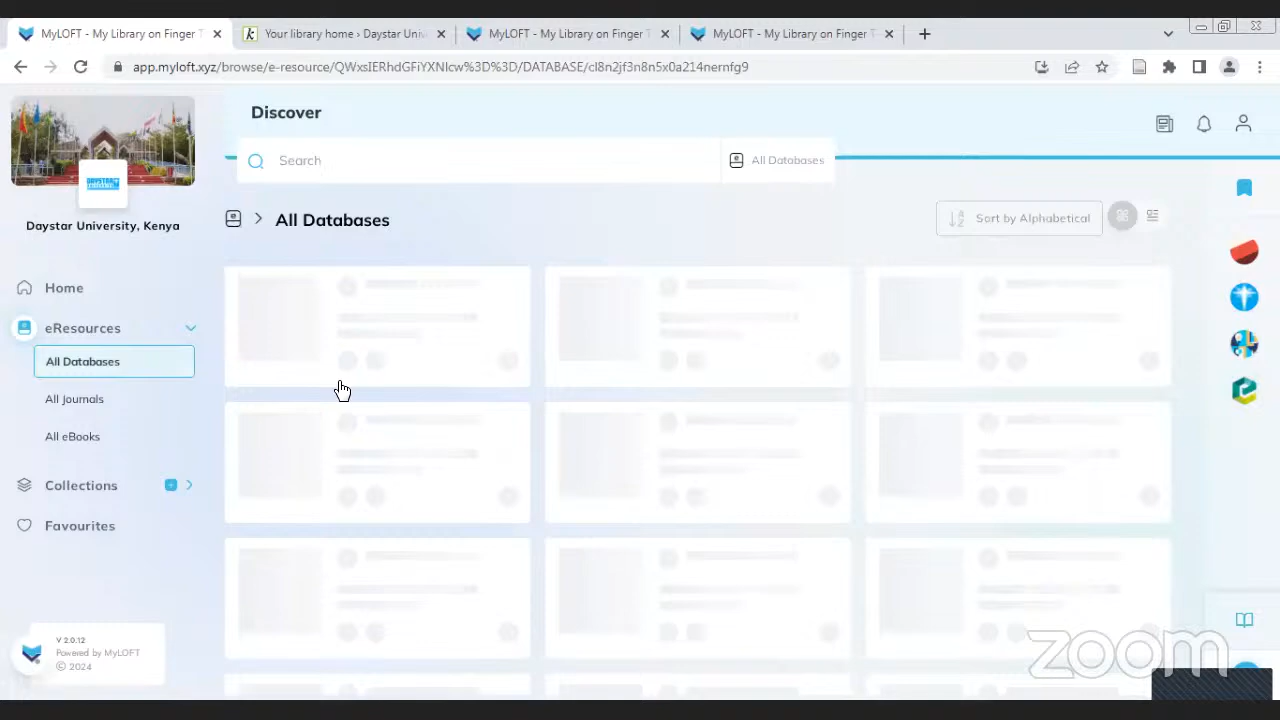 MyLOFT - My Library on Finger T
Your library home › Daystar Uni
MyLOFT - My Library on Finger T
MyLOFT - My Library on Finger T
app.myloft.xyz/browse/e-resource/QWxsIERhdGFiYXNlcw%3D%3D/DATABASE/cl8n2jf3n8n5x0a214nernfg9
Discover
Search
All Databases
Daystar University, Kenya
All Databases
Sort by Alphabetical
Home
eResources
All Databases
All Journals
All eBooks
Collections
Favourites
V 2.0.12
Powered by MyLOFT
© 2024
zoom